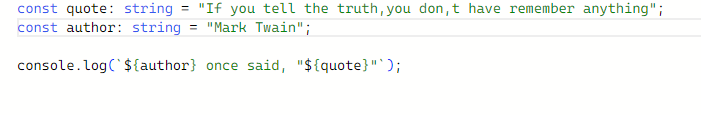 const quote: string = "If you tell the truth,you don,t have remember anything";
const author: string = "Mark Twain";
console.log(`${author} once said, "${quote}"`);